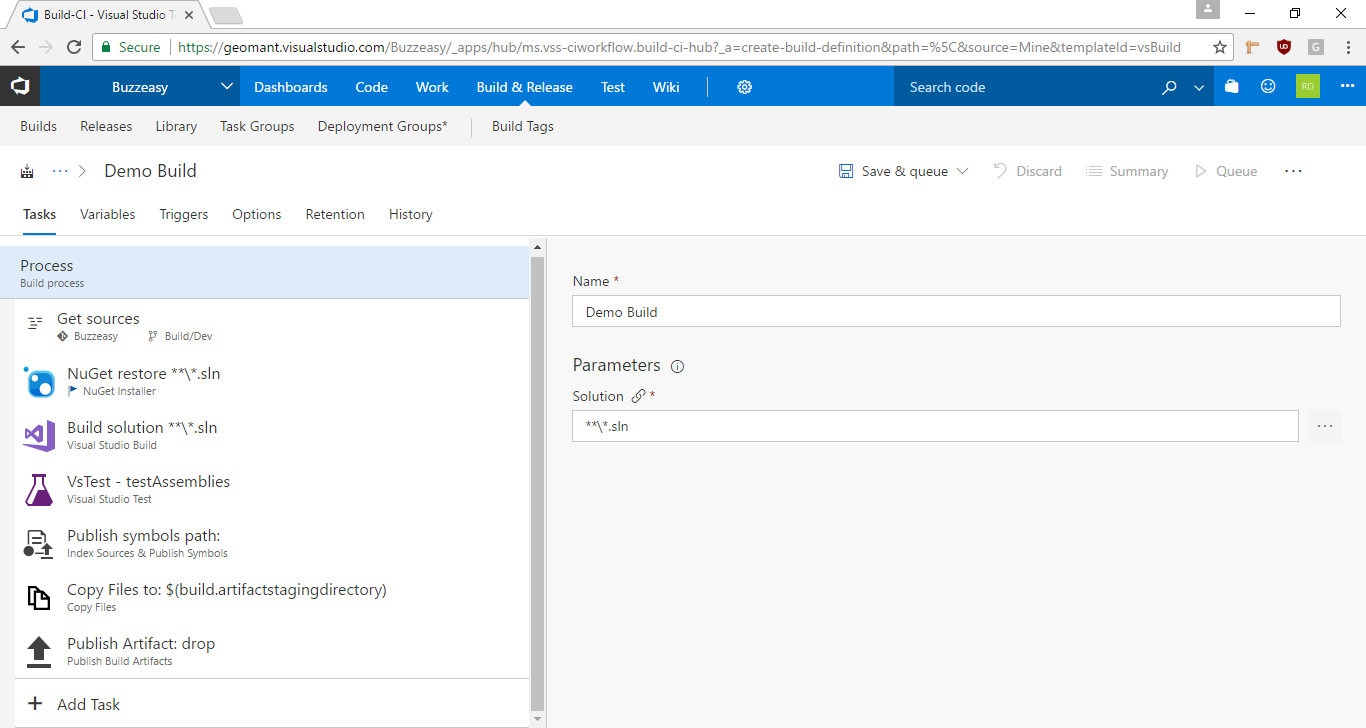 Build-CI - Visual Studio T
Secure https://geomant.visualstudio.com/Buzzeasy/_apps/hub/ms.vss-ciworkflow.build-ci-hub?_a=create-build-definition&path=%5C&source=Mine&templateId=vsBuild
Buzzeasy Dashboards Code Work Build & Release Test Wiki Search code RD
Builds Releases Library Task Groups Deployment Groups* Build Tags
··· Demo Build Save & queue Discard Summary Queue ···
Tasks Variables Triggers Options Retention History
Process
Build process
Get sources
Buzzeasy Build/Dev
NuGet restore **\*.sln
NuGet Installer
Build solution **\*.sln
Visual Studio Build
VsTest - testAssemblies
Visual Studio Test
Publish symbols path:
Index Sources & Publish Symbols
Copy Files to: $(build.artifactstagingdirectory)
Copy Files
Publish Artifact: drop
Publish Build Artifacts
+ Add Task
Name *
Demo Build
Parameters
Solution *
**\*.sln ···